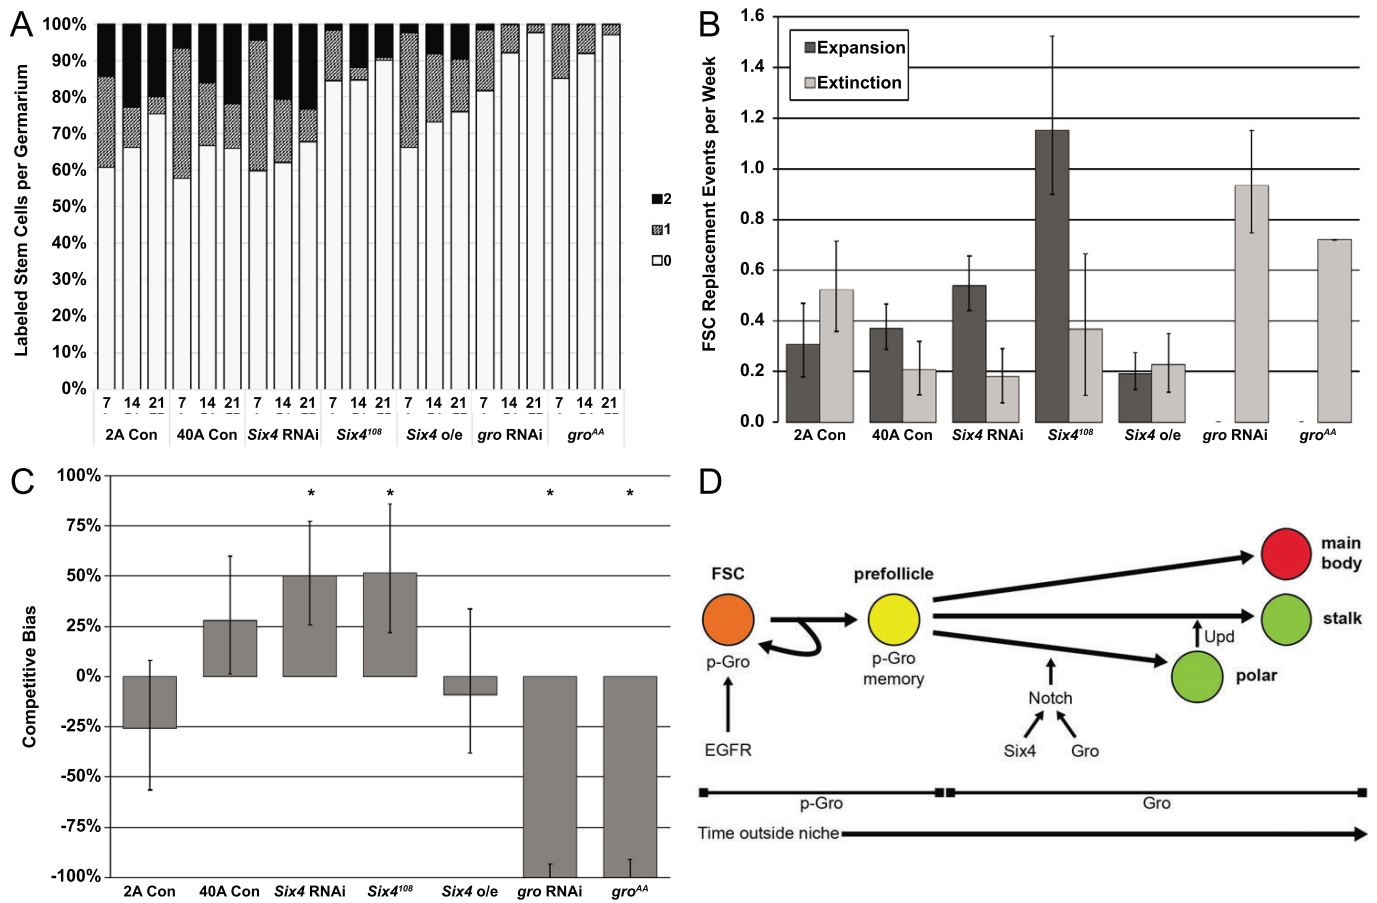 A
Labeled Stem Cells per Germarium
100%
90%
80%
70%
60%
50%
40%
30%
20%
10%
0%
7 14 21 7 14 21 7 14 21 7 14 21 7 14 21 7 14 21 7 14 21
2A Con 40A Con Six4 RNAi Six4¹⁰⁸ Six4 o/e gro RNAi groᴬᴬ
2
1
0
B
FSC Replacement Events per Week
1.6
1.4
1.2
1.0
0.8
0.6
0.4
0.2
0.0
Expansion
Extinction
2A Con 40A Con Six4 RNAi Six4¹⁰⁸ Six4 o/e gro RNAi groᴬᴬ
C
Competitive Bias
100%
75%
50%
25%
0%
-25%
-50%
-75%
-100%
* * * *
2A Con 40A Con Six4 RNAi Six4¹⁰⁸ Six4 o/e gro RNAi groᴬᴬ
D
FSC
p-Gro
EGFR
prefollicle
p-Gro
memory
main
body
stalk
Upd
polar
Notch
Six4 Gro
p-Gro Gro
Time outside niche